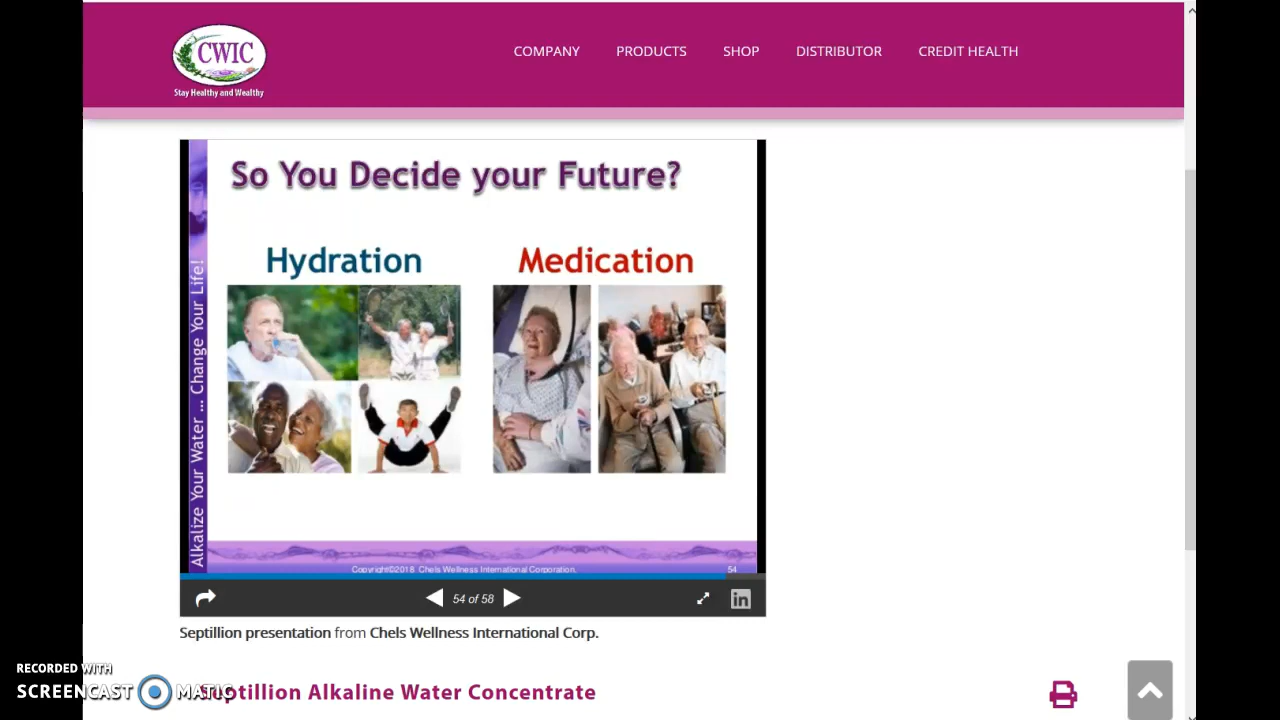 CWIC
Stay Healthy and Wealthy
COMPANY
PRODUCTS
SHOP
DISTRIBUTOR
CREDIT HEALTH
So You Decide your Future?
Hydration
Medication
Alkalize Your Water ... Change Your Life!
Copyright©2018 Chels Wellness International Corporation.
54
54 of 58
in
Septillion presentation from Chels Wellness International Corp.
RECORDED WITH
SCREENCAST MATIC
Septillion Alkaline Water Concentrate